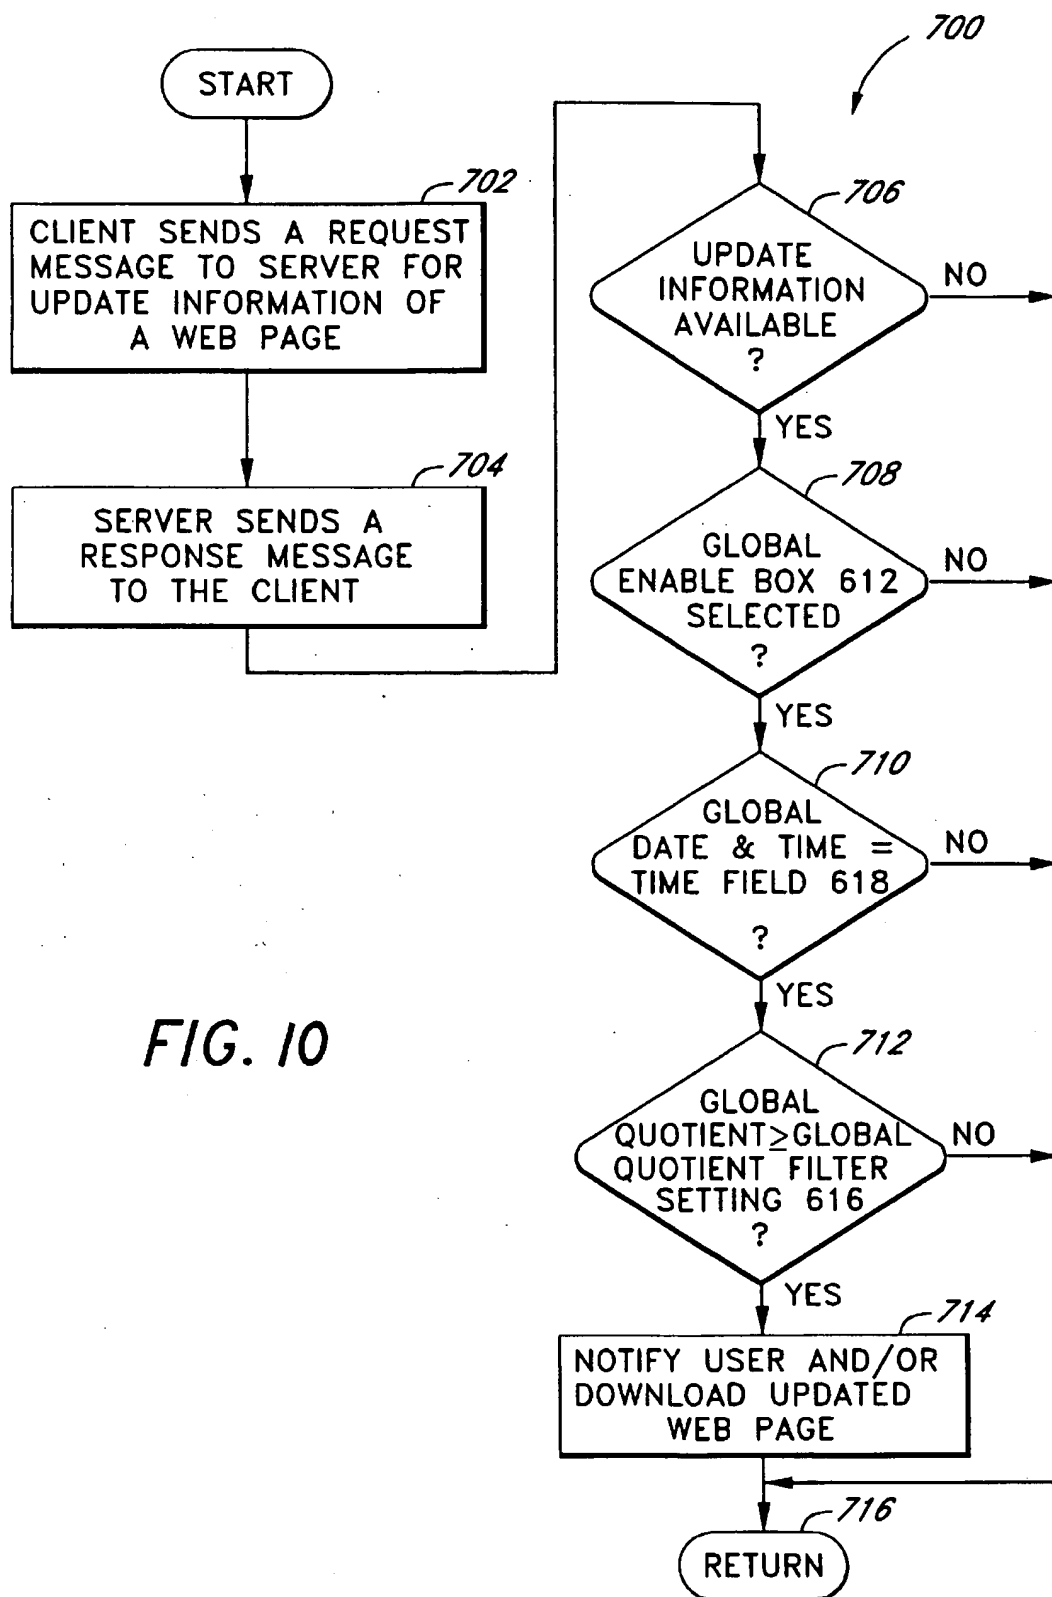 700
START
702
CLIENT SENDS A REQUEST
MESSAGE TO SERVER FOR
UPDATE INFORMATION OF
A WEB PAGE
704
SERVER SENDS A
RESPONSE MESSAGE
TO THE CLIENT
706
UPDATE
INFORMATION
AVAILABLE
?
NO
YES
708
GLOBAL
ENABLE BOX 612
SELECTED
?
NO
YES
710
GLOBAL
DATE & TIME =
TIME FIELD 618
?
NO
YES
712
GLOBAL
QUOTIENT≥GLOBAL
QUOTIENT FILTER
SETTING 616
?
NO
YES
714
NOTIFY USER AND/OR
DOWNLOAD UPDATED
WEB PAGE
716
RETURN
FIG. 10